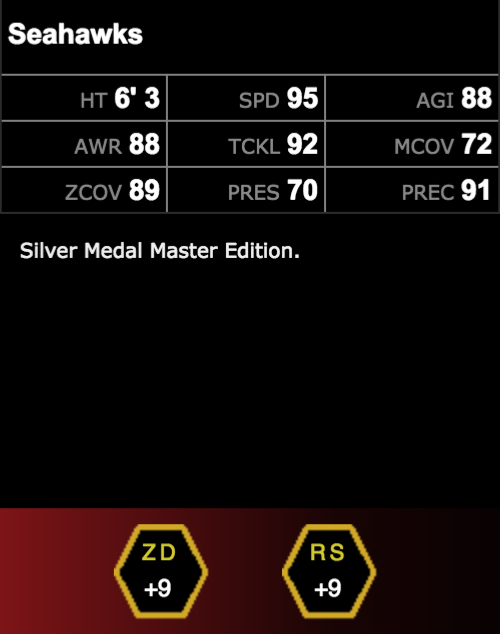 Seahawks
HT 6' 3 SPD 95 AGI 88
AWR 88 TCKL 92 MCOV 72
ZCOV 89 PRES 70 PREC 91
Silver Medal Master Edition.
ZD RS
+9 +9